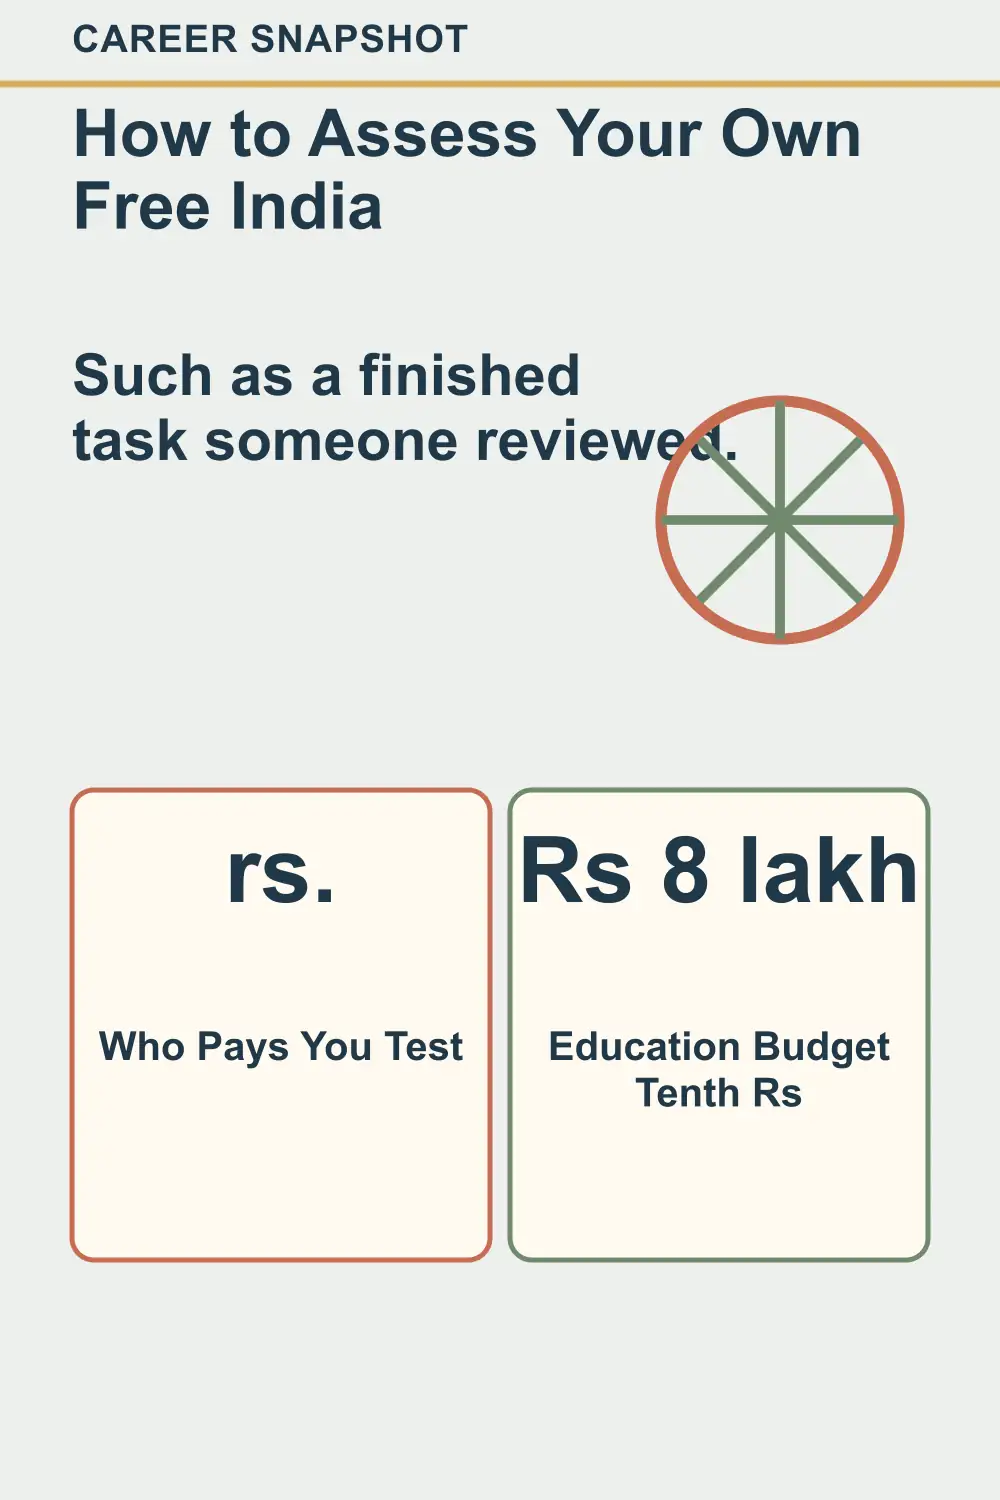 CAREER SNAPSHOT
How to Assess Your Own
Free India
Such as a finished
task someone reviewed.
rs.
Who Pays You Test
Rs 8 lakh
Education Budget
Tenth Rs